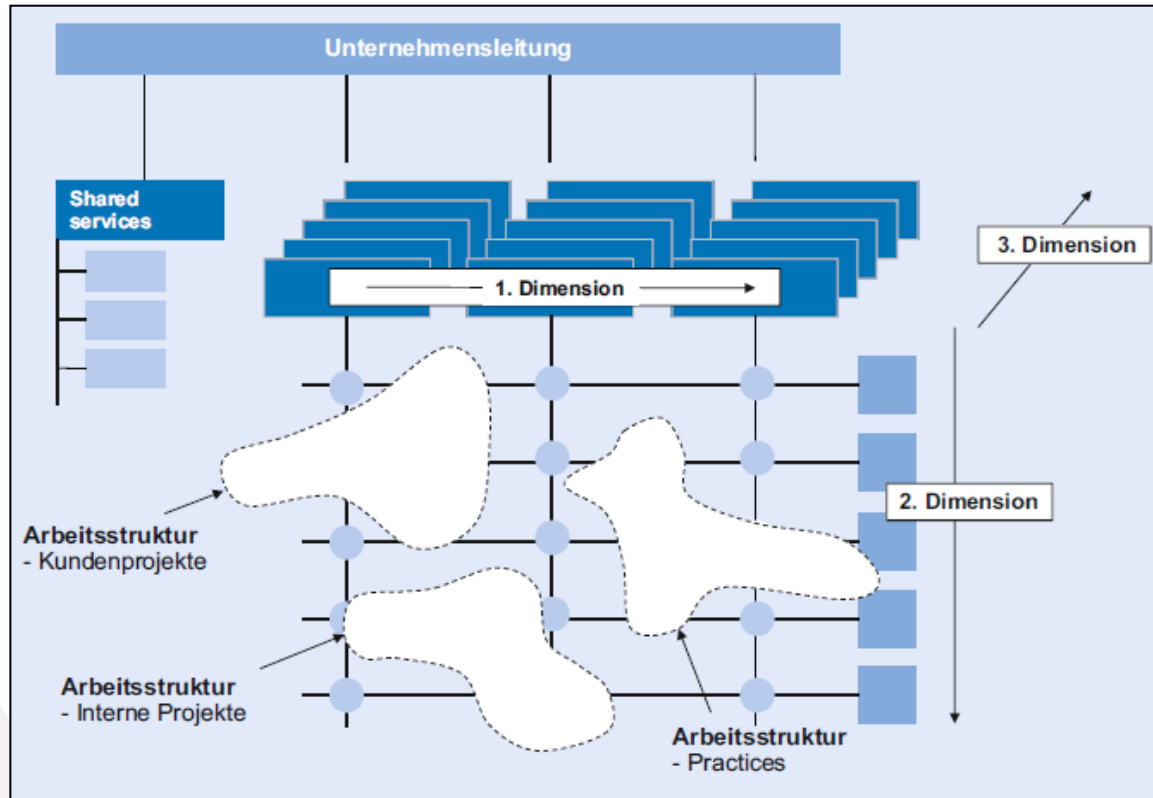 Unternehmensleitung
Shared
services
1. Dimension
3. Dimension
2. Dimension
Arbeitsstruktur
- Kundenprojekte
Arbeitsstruktur
- Interne Projekte
Arbeitsstruktur
- Practices